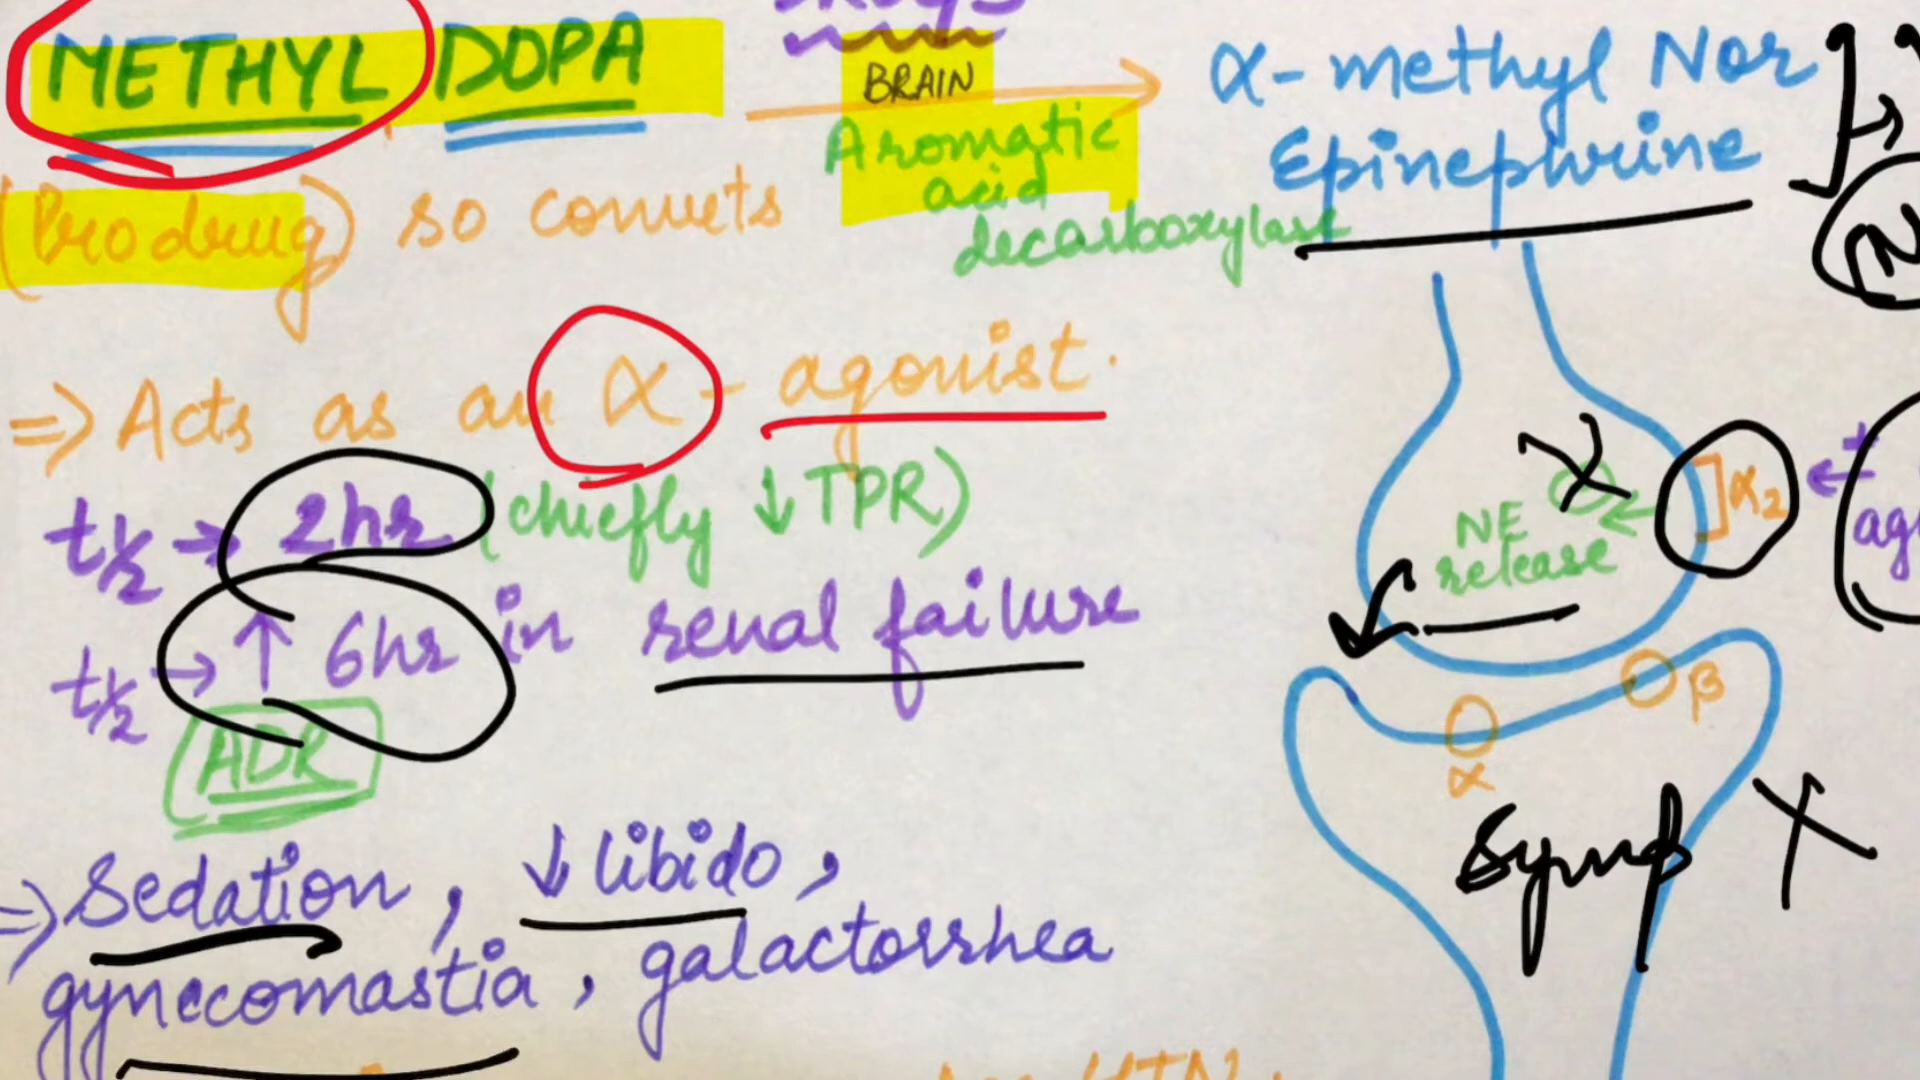 METHYL DOPA
BRAIN
Aromatic
acid
decarboxylase
α-methyl Nor
Epinephrine
(Prodrug) so converts
=> Acts as an α- agonist.
(chiefly ↓ TPR)
t½ → 2hr
t½ → ↑ 6hr in renal failure
ADR
=> Sedation, ↓ libido,
gynecomastia, galactorrhea
NE
release
α2
α
β
Symp
HTN